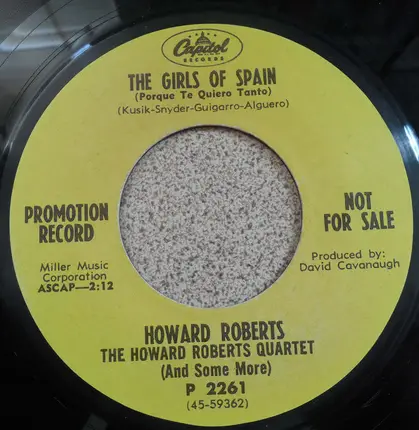 Capitol
RECORDS
THE GIRLS OF SPAIN
(Porque Te Quiero Tanto)
(Kusik-Snyder-Guigarro-Alguero)
PROMOTION
RECORD
NOT
FOR SALE
Miller Music
Corporation
ASCAP—2:12
Produced by:
David Cavanaugh
HOWARD ROBERTS
THE HOWARD ROBERTS QUARTET
(And Some More)
P 2261
(45-59362)